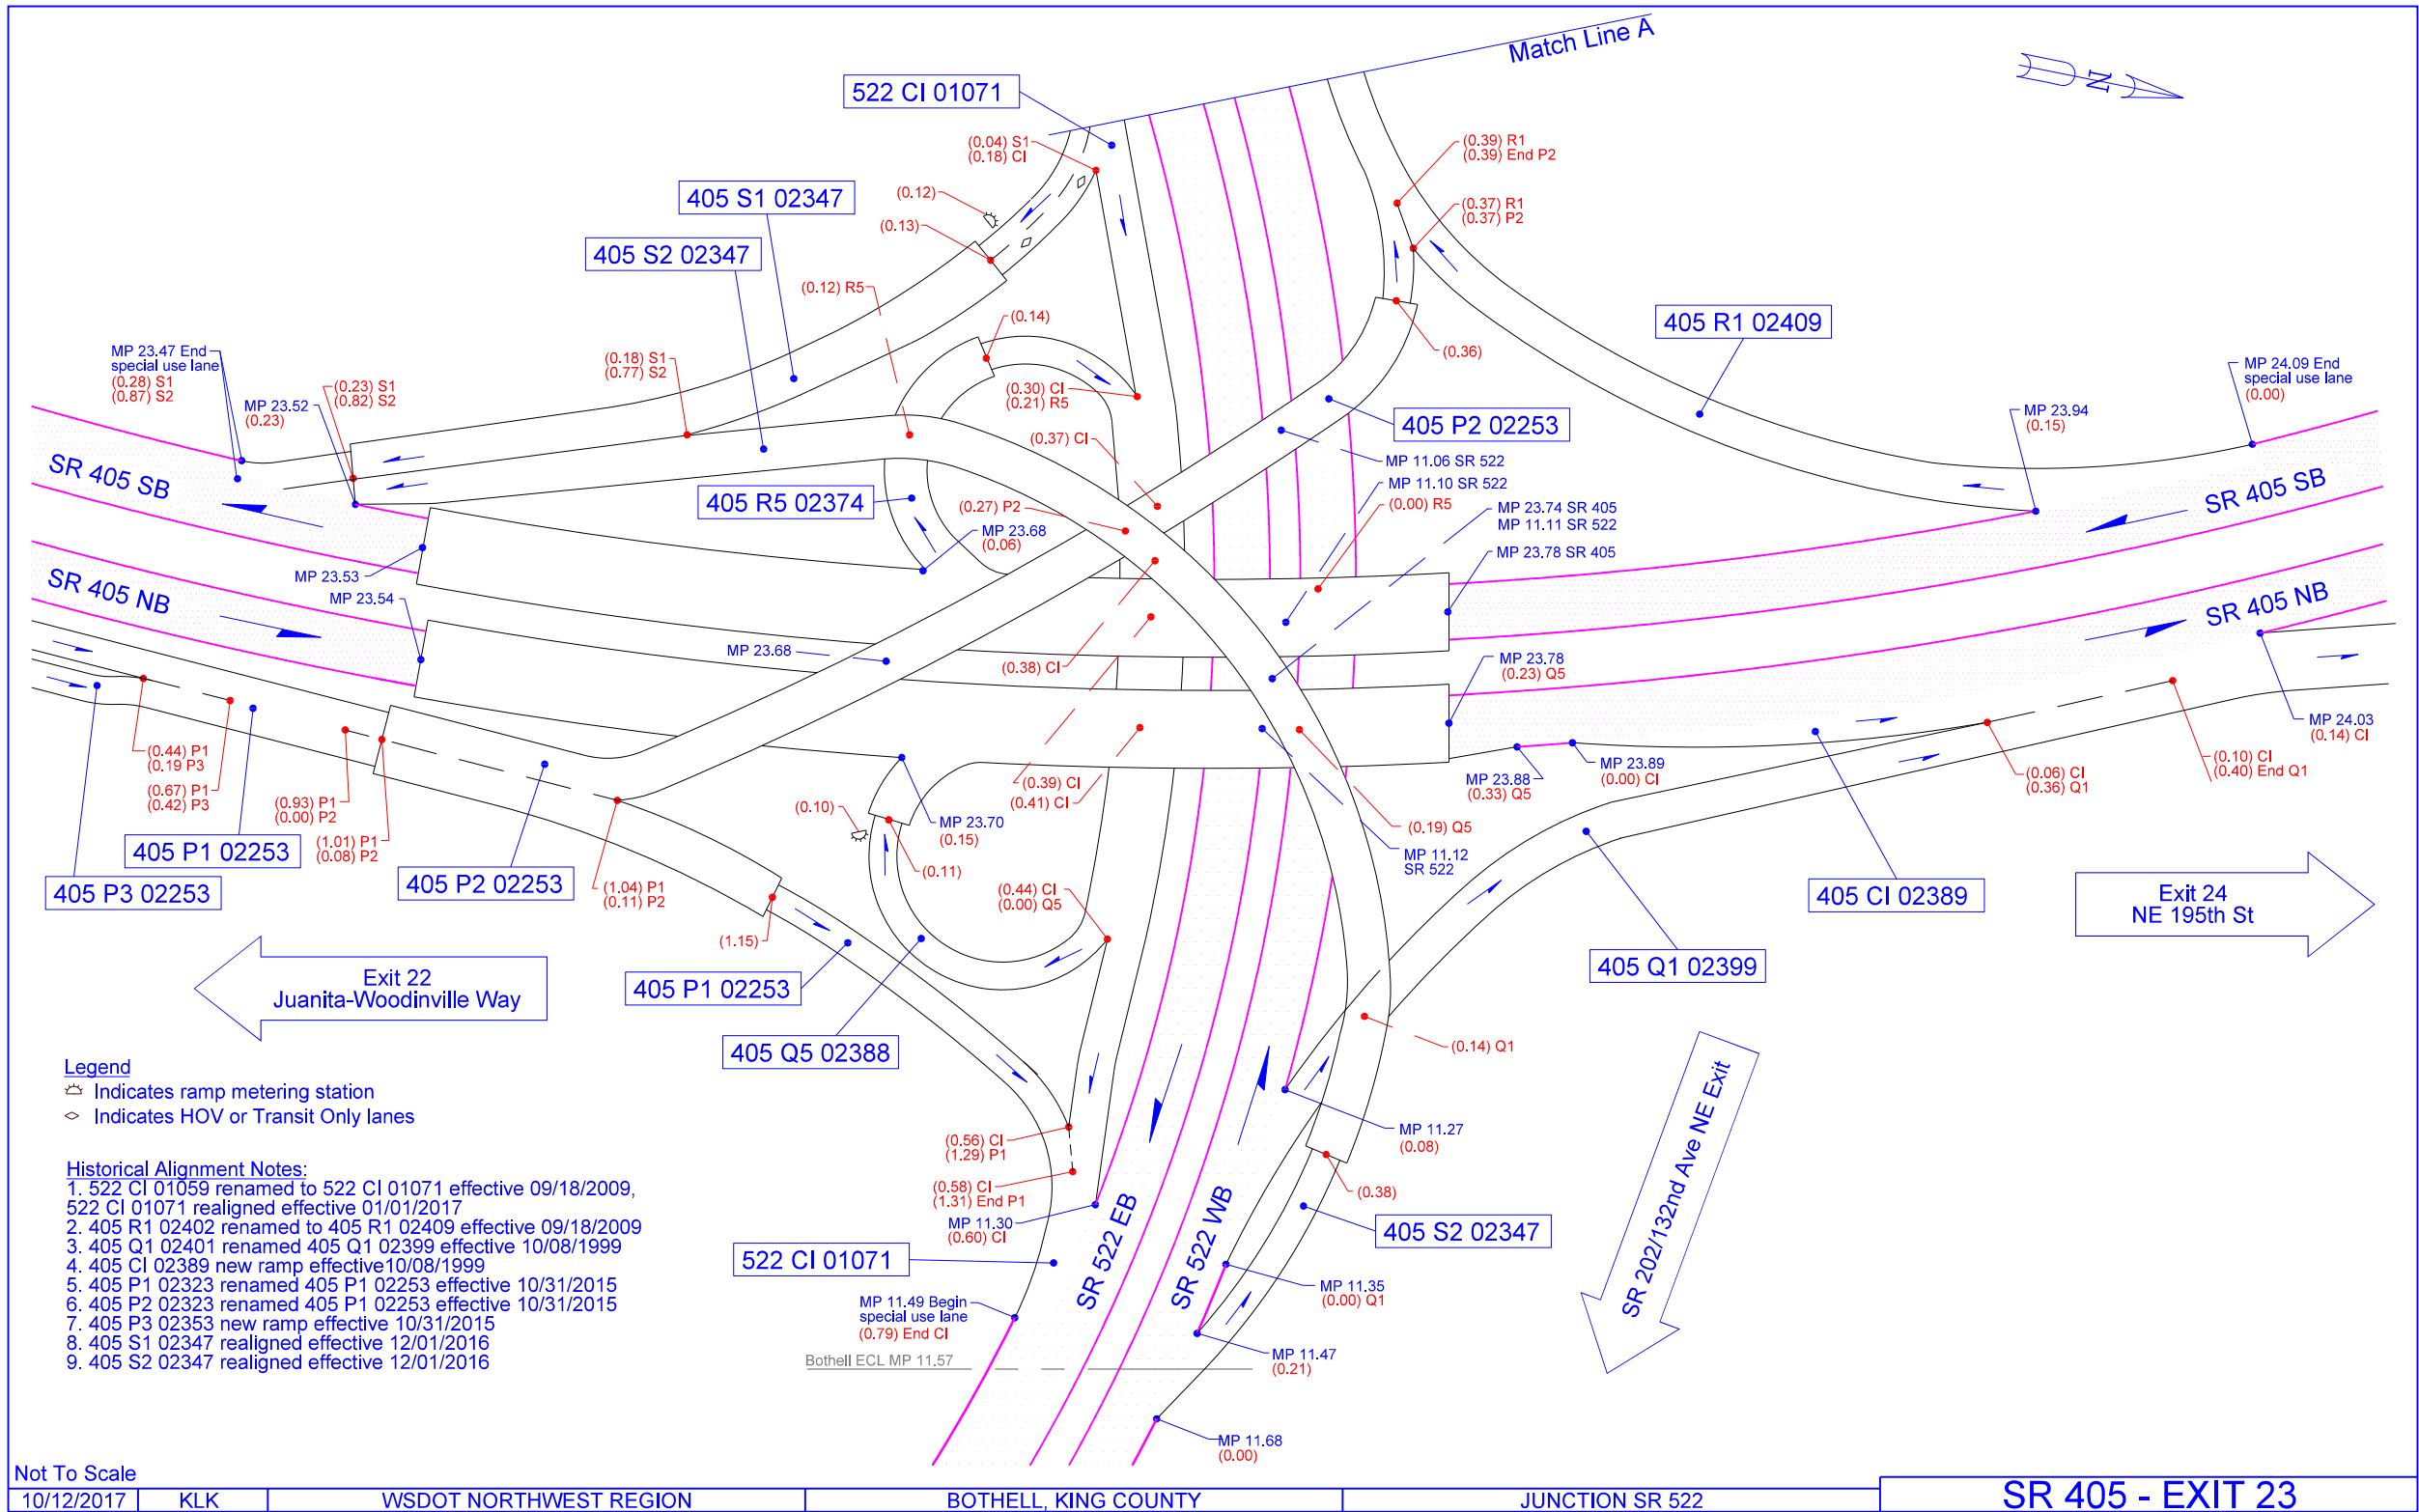 Match Line A
N
522 CI 01071
(0.04) S1
(0.18) CI
(0.39) R1
(0.39) End P2
405 S1 02347
(0.12)
(0.37) R1
(0.37) P2
(0.13)
405 S2 02347
(0.12) R5
(0.14)
405 R1 02409
(0.36)
MP 23.47 End
special use lane
(0.28) S1
(0.87) S2
(0.18) S1
(0.77) S2
(0.23) S1
(0.82) S2
MP 23.52
(0.23)
(0.30) CI
(0.21) R5
MP 24.09 End
special use lane
(0.00)
MP 23.94
(0.15)
405 P2 02253
(0.37) CI
MP 11.06 SR 522
MP 11.10 SR 522
(0.00) R5
SR 405 SB
SR 405 SB
405 R5 02374
(0.27) P2
MP 23.74 SR 405
MP 11.11 SR 522
MP 23.68
(0.06)
MP 23.78 SR 405
MP 23.53
MP 23.54
SR 405 NB
SR 405 NB
MP 23.68
(0.38) CI
MP 23.78
(0.23) Q5
MP 24.03
(0.14) CI
(0.44) P1
(0.19 P3
(0.67) P1
(0.42) P3
(0.93) P1
(0.00) P2
(1.01) P1
(0.08) P2
(0.10)
MP 23.70
(0.15)
(0.39) CI
(0.41) CI
MP 23.88
(0.33) Q5
MP 23.89
(0.00) CI
(0.06) CI
(0.36) Q1
(0.10) CI
(0.40) End Q1
(0.19) Q5
MP 11.12
SR 522
405 P1 02253
405 P3 02253
405 P2 02253
(1.04) P1
(0.11) P2
(0.11)
(0.44) CI
(0.00) Q5
405 CI 02389
Exit 24
NE 195th St
(1.15)
405 Q1 02399
Exit 22
Juanita-Woodinville Way
405 P1 02253
405 Q5 02388
(0.14) Q1
SR 202/132nd Ave NE Exit
Legend
Indicates ramp metering station
Indicates HOV or Transit Only lanes
(0.56) CI
(1.29) P1
MP 11.27
(0.08)
(0.58) CI
(1.31) End P1
MP 11.30
(0.60) CI
(0.38)
405 S2 02347
SR 522 EB
SR 522 WB
522 CI 01071
MP 11.35
(0.00) Q1
MP 11.49 Begin
special use lane
(0.79) End CI
MP 11.47
(0.21)
Bothell ECL MP 11.57
MP 11.68
(0.00)
Historical Alignment Notes:
1. 522 CI 01059 renamed to 522 CI 01071 effective 09/18/2009,
522 CI 01071 realigned effective 01/01/2017
2. 405 R1 02402 renamed to 405 R1 02409 effective 09/18/2009
3. 405 Q1 02401 renamed 405 Q1 02399 effective 10/08/1999
4. 405 CI 02389 new ramp effective10/08/1999
5. 405 P1 02323 renamed 405 P1 02253 effective 10/31/2015
6. 405 P2 02323 renamed 405 P1 02253 effective 10/31/2015
7. 405 P3 02353 new ramp effective 10/31/2015
8. 405 S1 02347 realigned effective 12/01/2016
9. 405 S2 02347 realigned effective 12/01/2016
Not To Scale
10/12/2017
KLK
WSDOT NORTHWEST REGION
BOTHELL, KING COUNTY
JUNCTION SR 522
SR 405 - EXIT 23